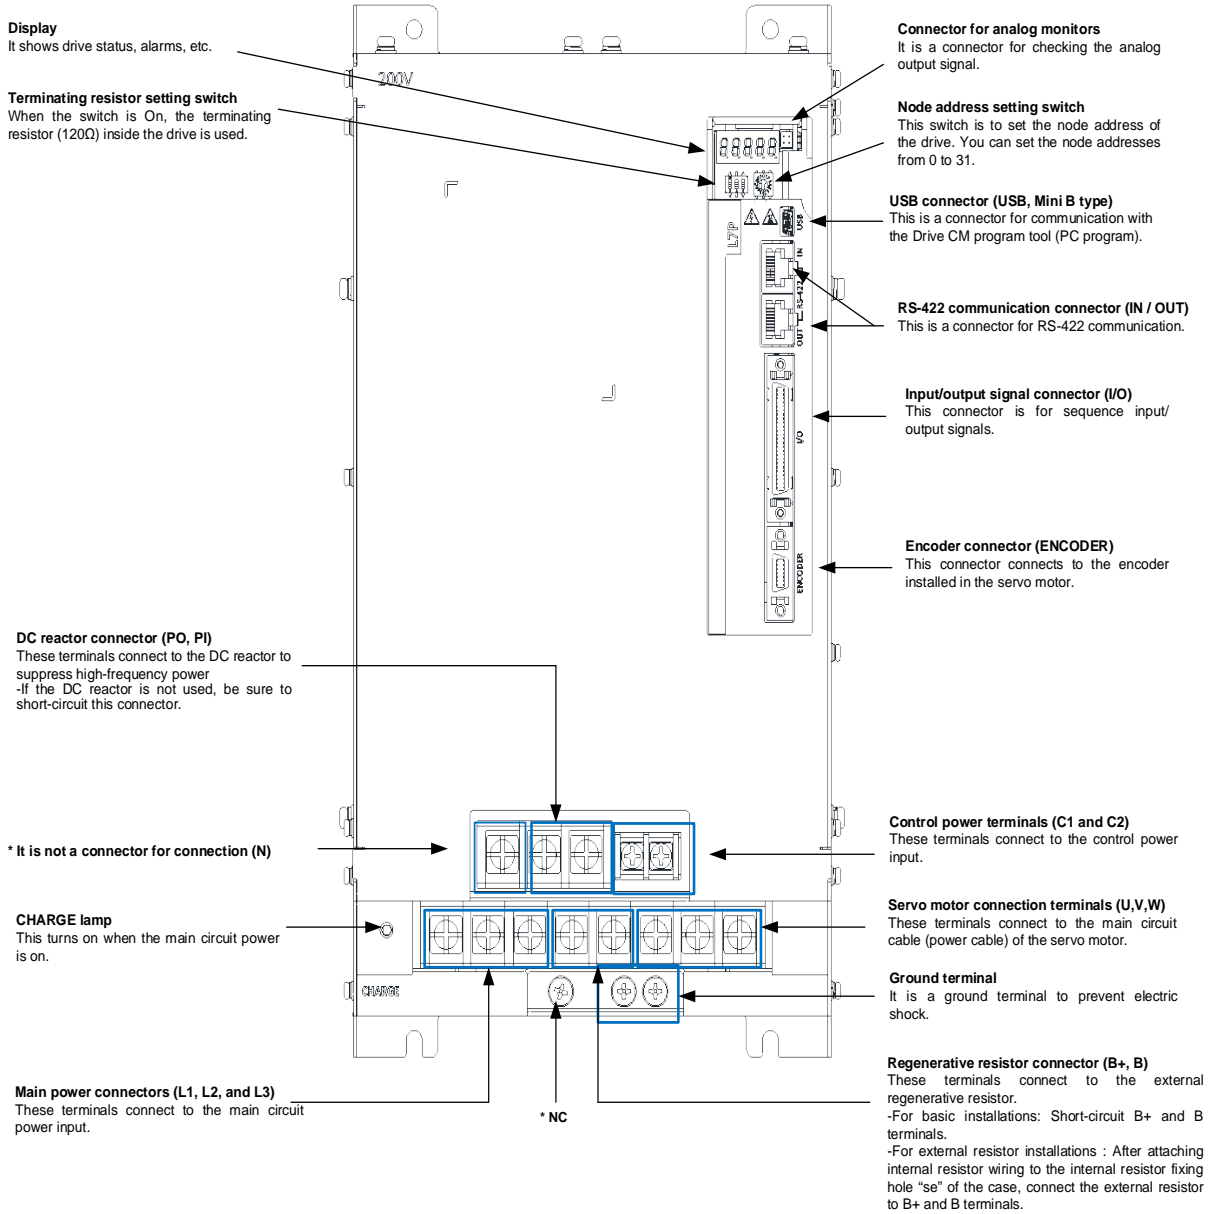 Display
It shows drive status, alarms, etc.
Terminating resistor setting switch
When the switch is On, the terminating
resistor (120Ω) inside the drive is used.
Connector for analog monitors
It is a connector for checking the analog
output signal.
Node address setting switch
This switch is to set the node address of
the drive. You can set the node addresses
from 0 to 31.
USB connector (USB, Mini B type)
This is a connector for communication with
the Drive CM program tool (PC program).
RS-422 communication connector (IN / OUT)
This is a connector for RS-422 communication.
Input/output signal connector (I/O)
This connector is for sequence input/
output signals.
Encoder connector (ENCODER)
This connector connects to the encoder
installed in the servo motor.
200V
8.8.8.8.8.
L7P
USB
IN
RS-422
OUT
I/O
ENCODER
DC reactor connector (PO, PI)
These terminals connect to the DC reactor to
suppress high-frequency power
-If the DC reactor is not used, be sure to
short-circuit this connector.
* It is not a connector for connection (N)
CHARGE lamp
This turns on when the main circuit power
is on.
CHARGE
Main power connectors (L1, L2, and L3)
These terminals connect to the main circuit
power input.
* NC
Control power terminals (C1 and C2)
These terminals connect to the control power
input.
Servo motor connection terminals (U,V,W)
These terminals connect to the main circuit
cable (power cable) of the servo motor.
Ground terminal
It is a ground terminal to prevent electric
shock.
Regenerative resistor connector (B+, B)
These terminals connect to the external
regenerative resistor.
-For basic installations: Short-circuit B+ and B
terminals.
-For external resistor installations : After attaching
internal resistor wiring to the internal resistor fixing
hole “se” of the case, connect the external resistor
to B+ and B terminals.